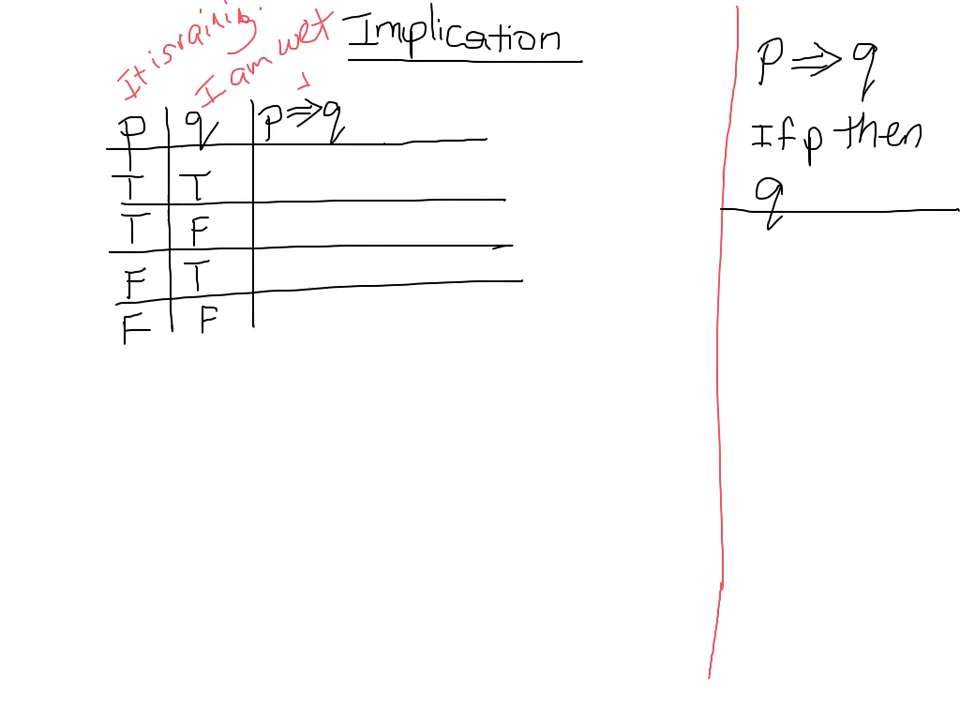 Implication
It is raining.
I am wet
p q p ⇒ q
T T
T F
F T
F F
p ⇒ q
If p then
q